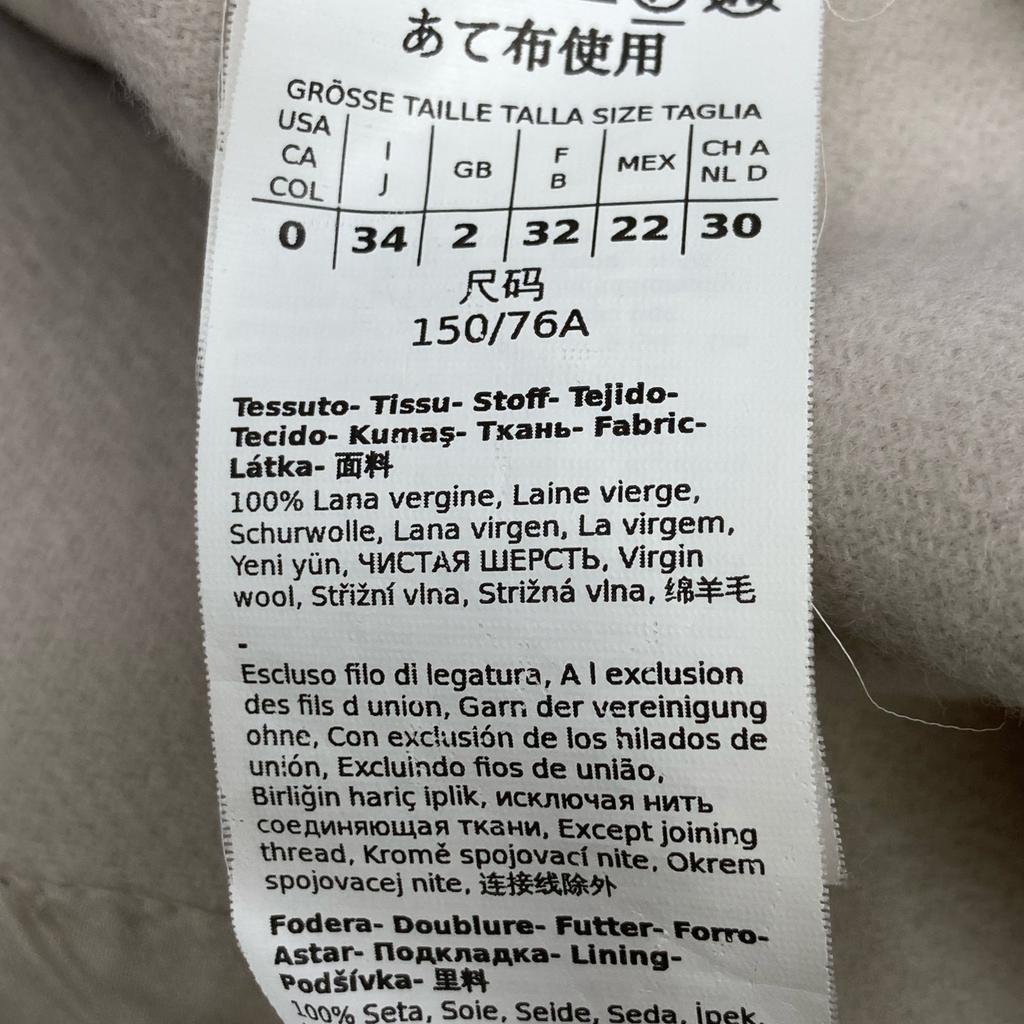 あて布使用
GRÖSSE TAILLE TALLA SIZE TAGLIA
USA CA COL | I J | GB | F B | MEX | CH A NL D
0 | 34 | 2 | 32 | 22 | 30
尺码
150/76A
Tessuto- Tissu- Stoff- Tejido-
Tecido- Kumaş- Ткань- Fabric-
Látka- 面料
100% Lana vergine, Laine vierge,
Schurwolle, Lana virgen, La virgem,
Yeni yün, ЧИСТАЯ ШЕРСТЬ, Virgin
wool, Střižní vlna, Strižná vlna, 绵羊毛
-
Escluso filo di legatura, A l exclusion
des fils d union, Garn der vereinigung
ohne, Con exclusión de los hilados de
unión, Excluindo fios de união,
Birliğin hariç iplik, исключая нить
соединяющая ткани, Except joining
thread, Kromě spojovací nite, Okrem
spojovacej nite, 连接线除外
Fodera- Doublure- Futter- Forro-
Astar- Подкладка- Lining-
Podšívka- 里料
100% Seta, Soie, Seide, Seda, İpek,